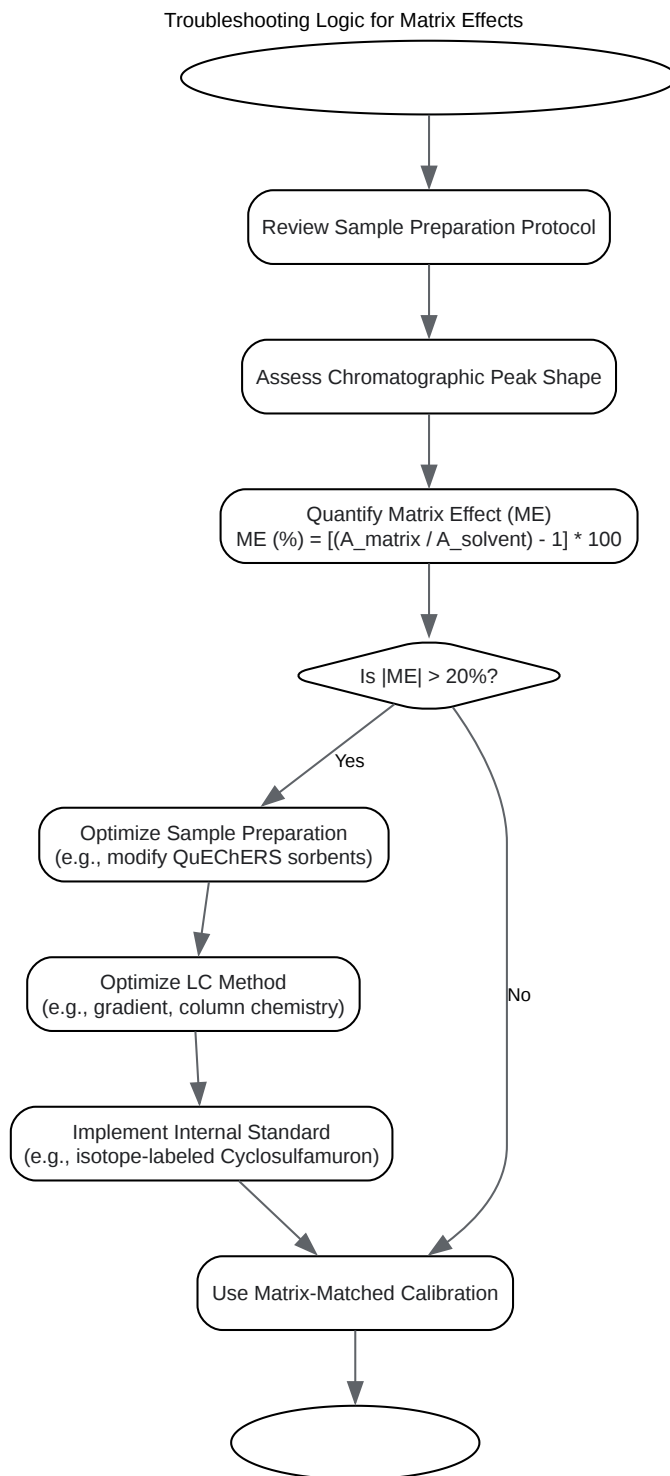 Troubleshooting Logic for Matrix Effects
Review Sample Preparation Protocol
Assess Chromatographic Peak Shape
Quantify Matrix Effect (ME)
ME (%) = [(A_matrix / A_solvent) - 1] * 100
Is |ME| > 20%?
Yes
Optimize Sample Preparation
(e.g., modify QuEChERS sorbents)
Optimize LC Method
(e.g., gradient, column chemistry)
No
Implement Internal Standard
(e.g., isotope-labeled Cyclosulfamuron)
Use Matrix-Matched Calibration